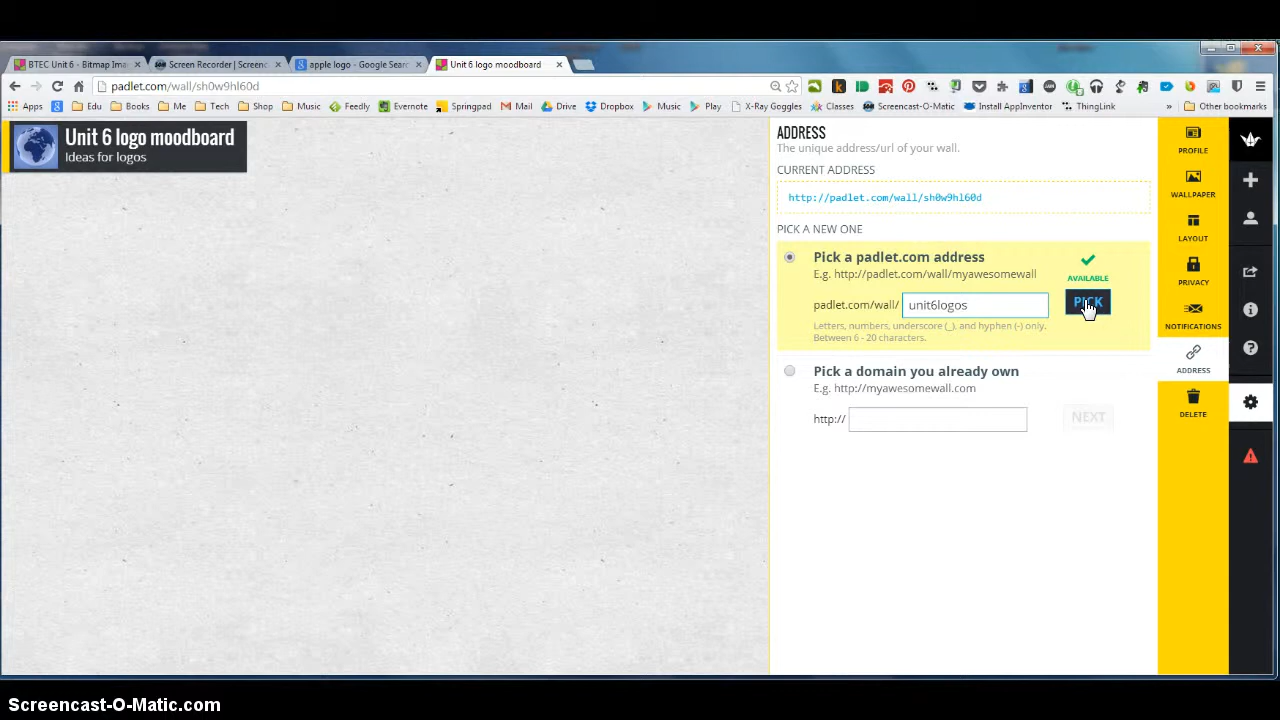 BTEC Unit 6 - Bitmap Ima
Screen Recorder | Screenc
apple logo - Google Sear
Unit 6 logo moodboard
padlet.com/wall/sh0w9hl60d
Apps
Edu
Books
Me
Tech
Shop
Music
Feedly
Evernote
Springpad
Mail
Drive
Dropbox
Music
Play
X-Ray Goggles
Classes
Screencast-O-Matic
Install AppInventor
ThingLink
»
Other bookmarks
Unit 6 logo moodboard
Ideas for logos
ADDRESS
The unique address/url of your wall.
CURRENT ADDRESS
http://padlet.com/wall/sh0w9hl60d
PICK A NEW ONE
Pick a padlet.com address
E.g. http://padlet.com/wall/myawesomewall
AVAILABLE
padlet.com/wall/ unit6logos
PICK
Letters, numbers, underscore (_), and hyphen (-) only.
Between 6 - 20 characters.
Pick a domain you already own
E.g. http://myawesomewall.com
http://
NEXT
PROFILE
WALLPAPER
LAYOUT
PRIVACY
NOTIFICATIONS
ADDRESS
DELETE
Screencast-O-Matic.com